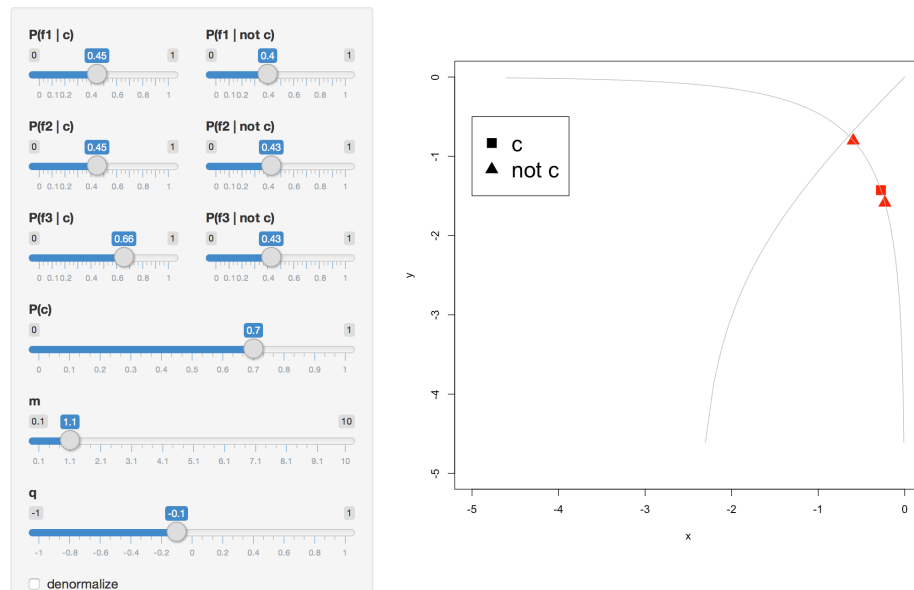 P(f1 | c) P(f1 | not c)
0 0.45 1 0 0.4 1
0 0.10 0.2 0.4 0.6 0.8 1 0 0.10 0.2 0.4 0.6 0.8 1
P(f2 | c) P(f2 | not c)
0 0.45 1 0 0.43 1
0 0.10 0.2 0.4 0.6 0.8 1 0 0.10 0.2 0.4 0.6 0.8 1
P(f3 | c) P(f3 | not c)
0 0.66 1 0 0.43 1
0 0.10 0.2 0.4 0.6 0.8 1 0 0.10 0.2 0.4 0.6 0.8 1
P(c)
0 0.7 1
0 0.1 0.2 0.3 0.4 0.5 0.6 0.7 0.8 0.9 1
m
0.1 1.1 10
0.1 1.1 2.1 3.1 4.1 5.1 6.1 7.1 8.1 9.1 10
q
-1 -0.1 1
-1 -0.8 -0.6 -0.4 -0.2 0 0.2 0.4 0.6 0.8 1
denormalize
c
not c
0
-1
-2
-3
-4
-5
y
-5 -4 -3 -2 -1 0
x